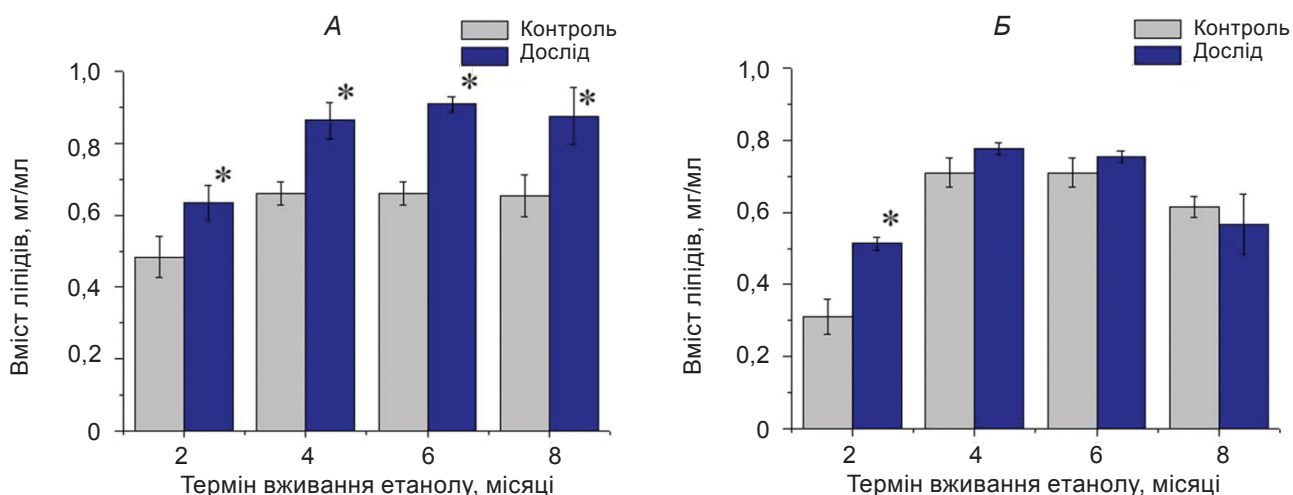 А
Контроль
Дослід
1,0
0,8
0,6
0,4
0,2
0
Вміст ліпідів, мг/мл
*
*
*
*
2 4 6 8
Термін вживання етанолу, місяці
Б
Контроль
Дослід
1,0
0,8
0,6
0,4
0,2
0
Вміст ліпідів, мг/мл
*
2 4 6 8
Термін вживання етанолу, місяці